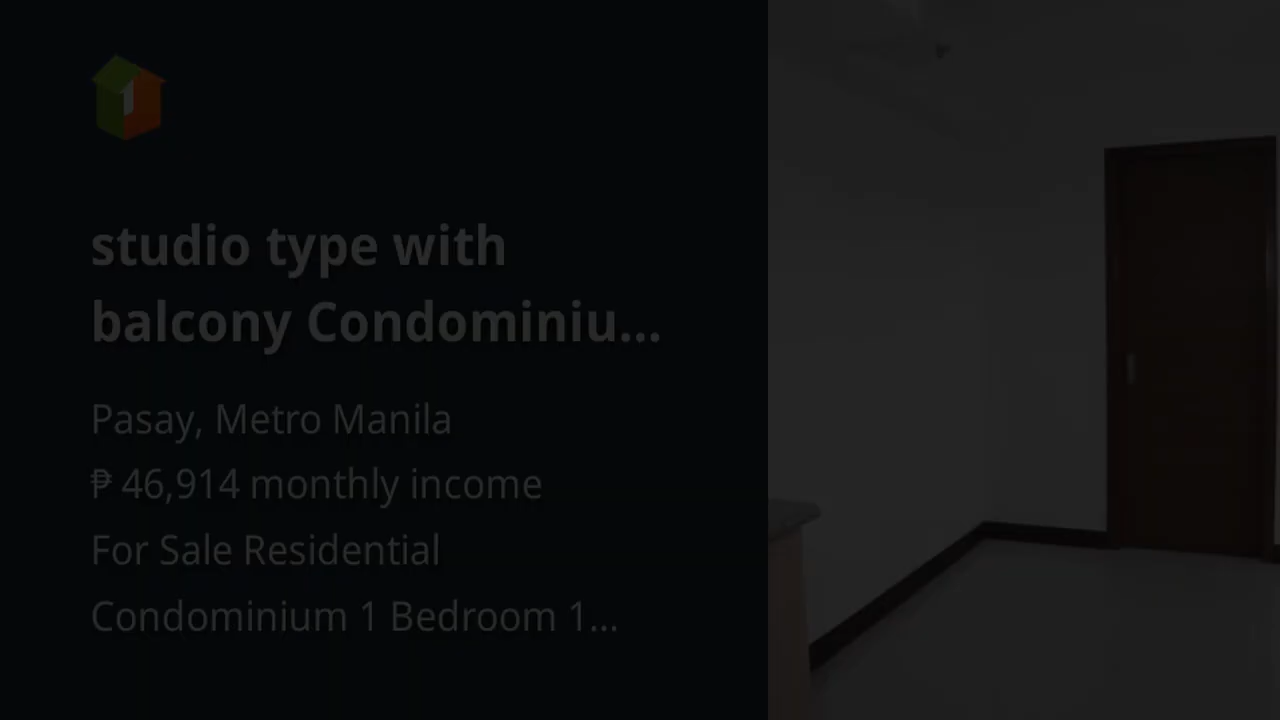 studio type with
balcony Condominiu...
Pasay, Metro Manila
₱ 46,914 monthly income
For Sale Residential
Condominium 1 Bedroom 1...